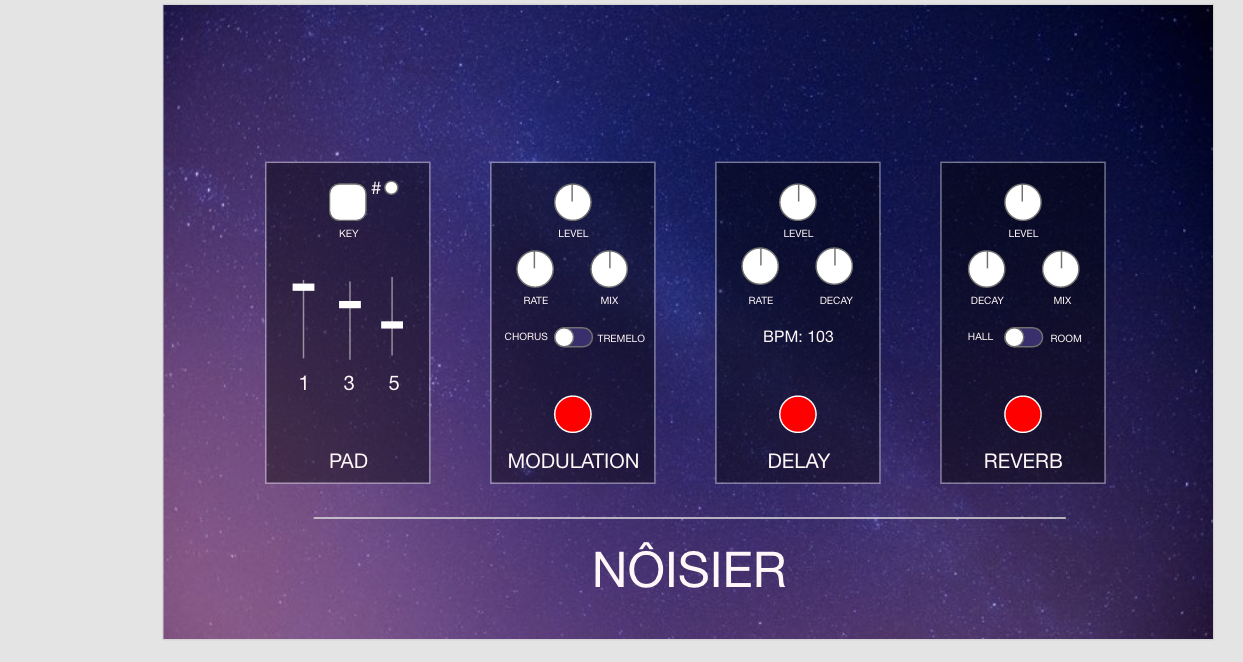 #
KEY
1 3 5
PAD
LEVEL
RATE MIX
CHORUS TREMELO
MODULATION
LEVEL
RATE DECAY
BPM: 103
DELAY
LEVEL
DECAY MIX
HALL ROOM
REVERB
NÔISIER